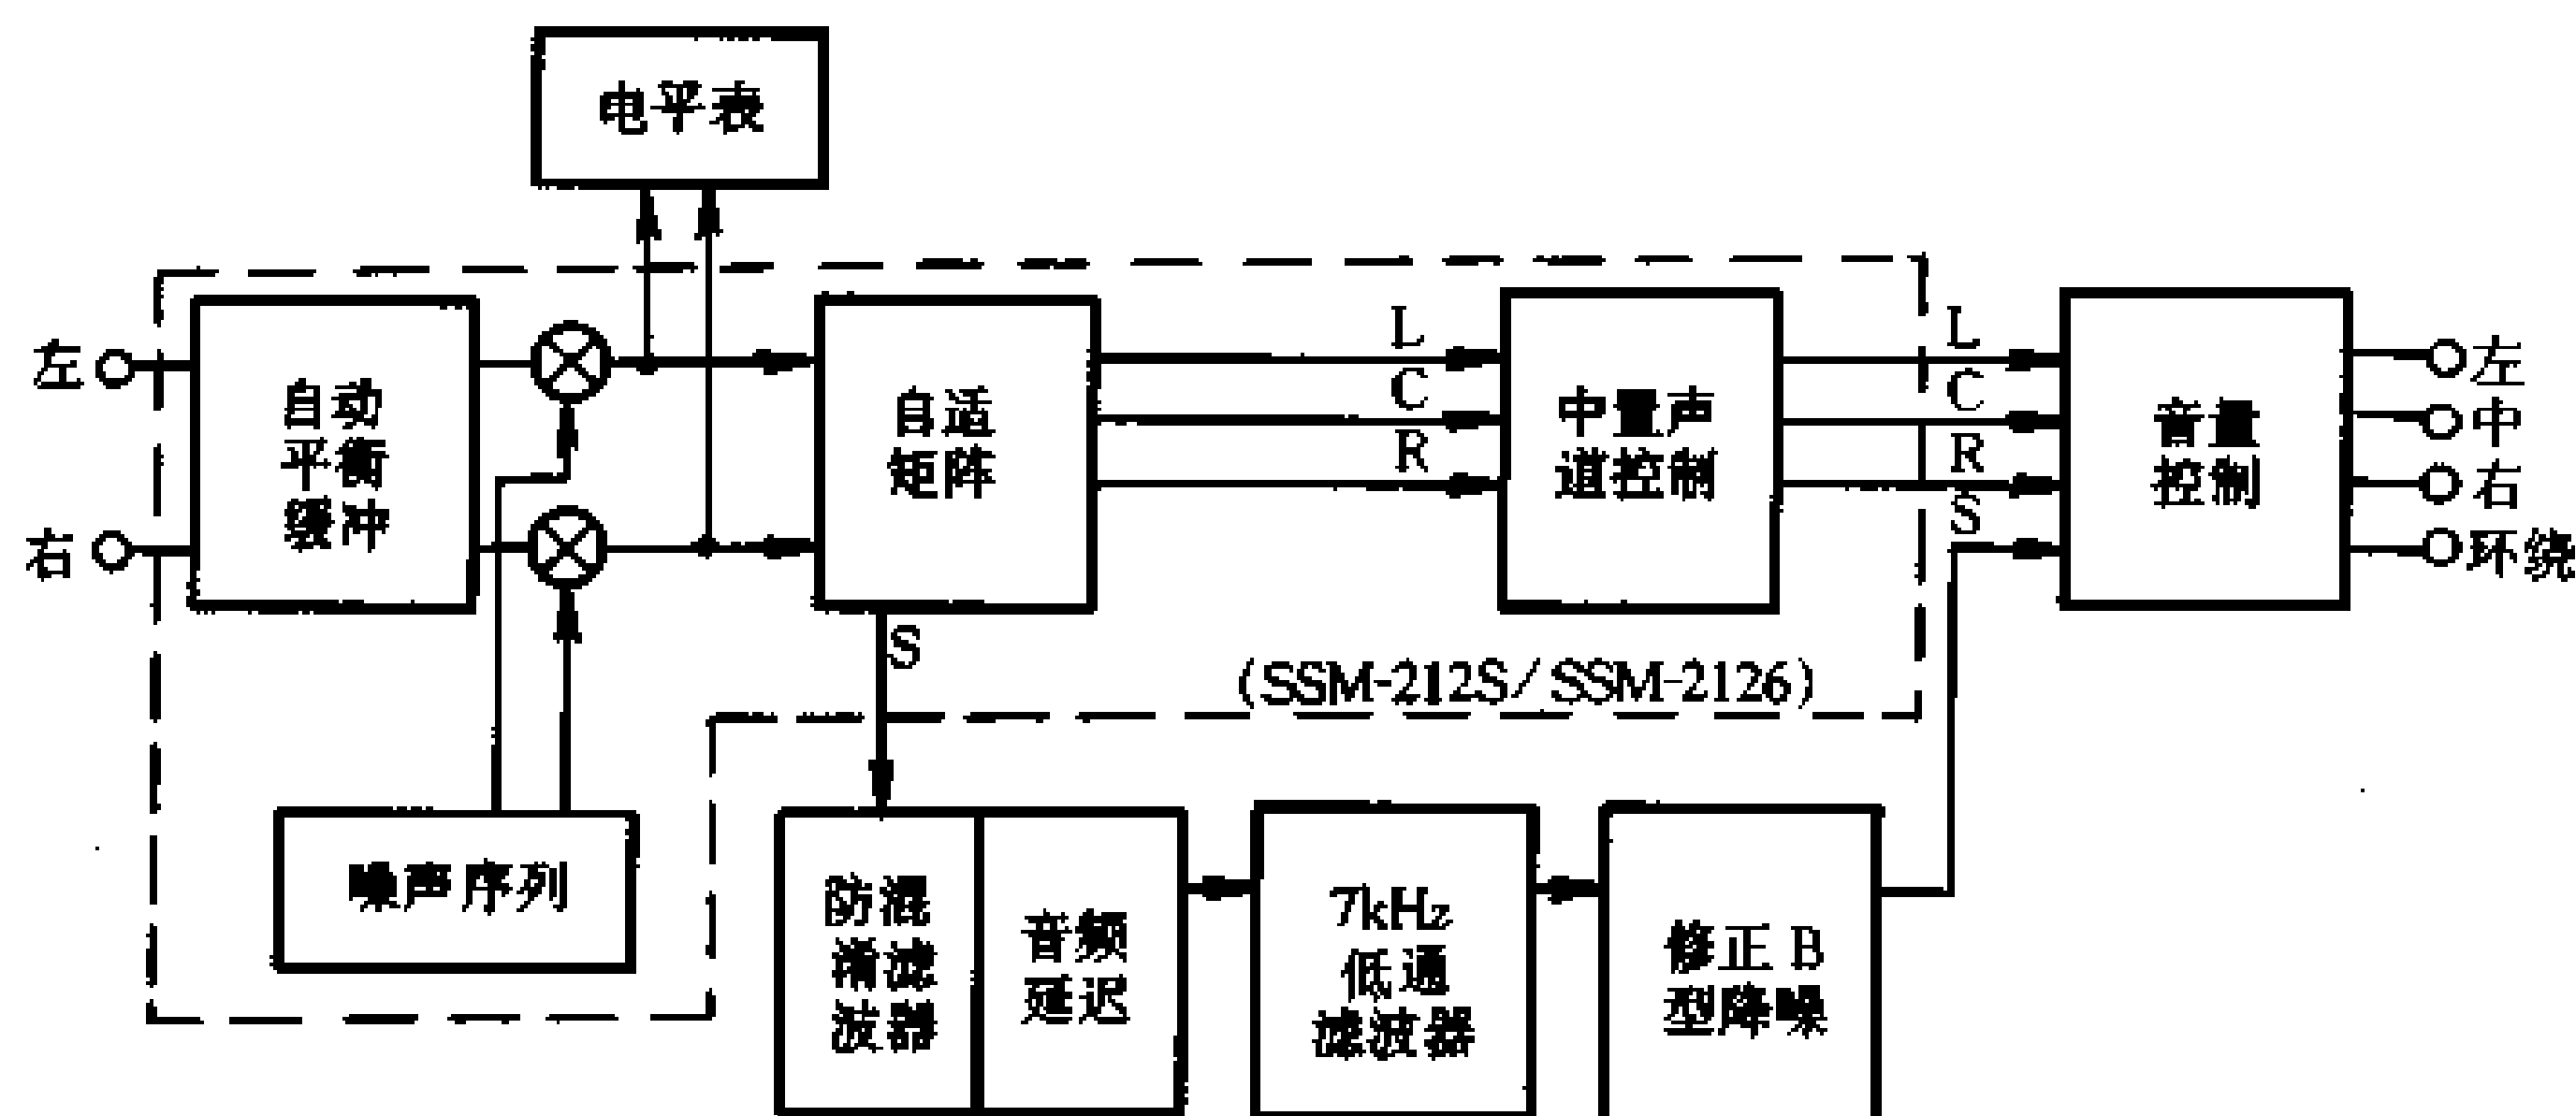 电平表
左
右
自动
平衡
缓冲
自适
矩阵
L
C
R
中置声
道控制
L
C
R
S
音量
控制
左
中
右
环绕
S
(SSM-212S/SSM-2126)
噪声序列
防混
淆滤
波器
音频
延迟
7kHz
低通
滤波器
修正B
型降噪